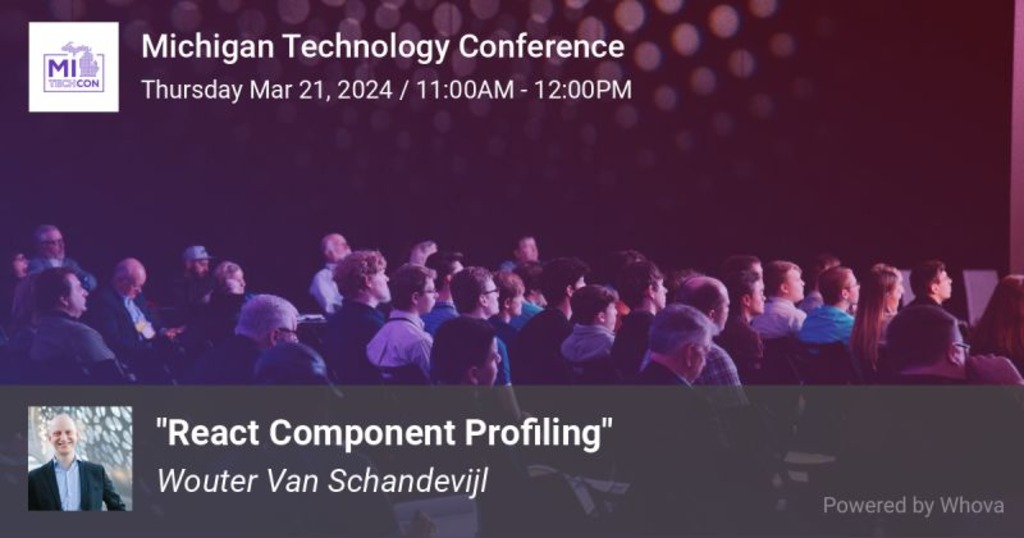 MI
TECHCON
Michigan Technology Conference
Thursday Mar 21, 2024 / 11:00AM - 12:00PM
"React Component Profiling"
Wouter Van Schandevijl
Powered by Whova